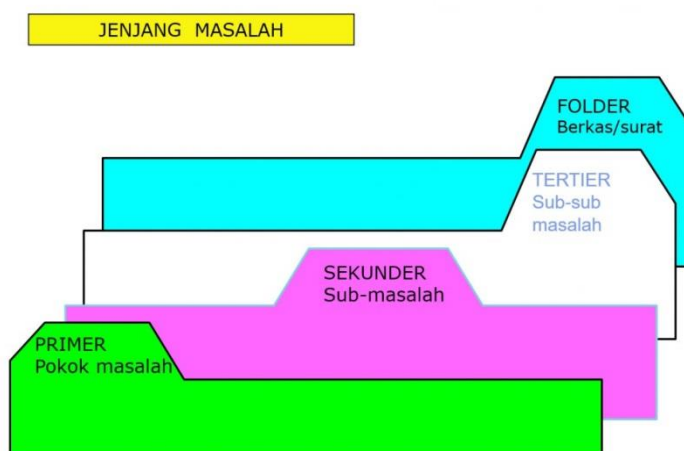 JENJANG MASALAH
FOLDER
Berkas/surat
TERTIER
Sub-sub
masalah
SEKUNDER
Sub-masalah
PRIMER
Pokok masalah